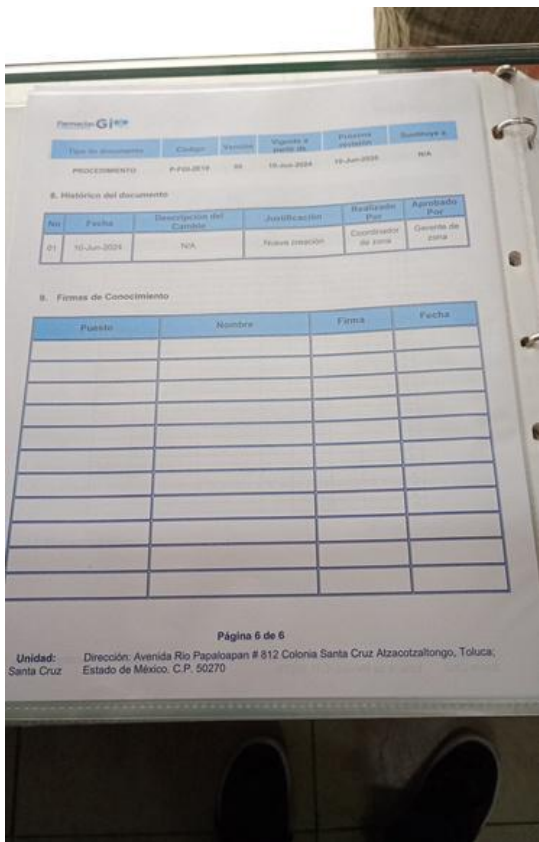 Farmacias Gi
Tipo de documento Código Versión Vigente a partir de Próxima revisión Sustituye a
PROCEDIMIENTO 00 10-Jun-2024 10-Jun-2026 N/A
8. Histórico del documento
No Fecha Descripción del Cambio Justificación Realizado Por Aprobado Por
01 10-Jun-2024 N/A Nueva creación Coordinador de zona Gerente de zona
9. Firmas de Conocimiento
Puesto Nombre Firma Fecha
Página 6 de 6
Unidad: Dirección: Avenida Rio Papaloapan # 812 Colonia Santa Cruz Atzacotzaltongo, Toluca;
Santa Cruz Estado de México. C.P. 50270